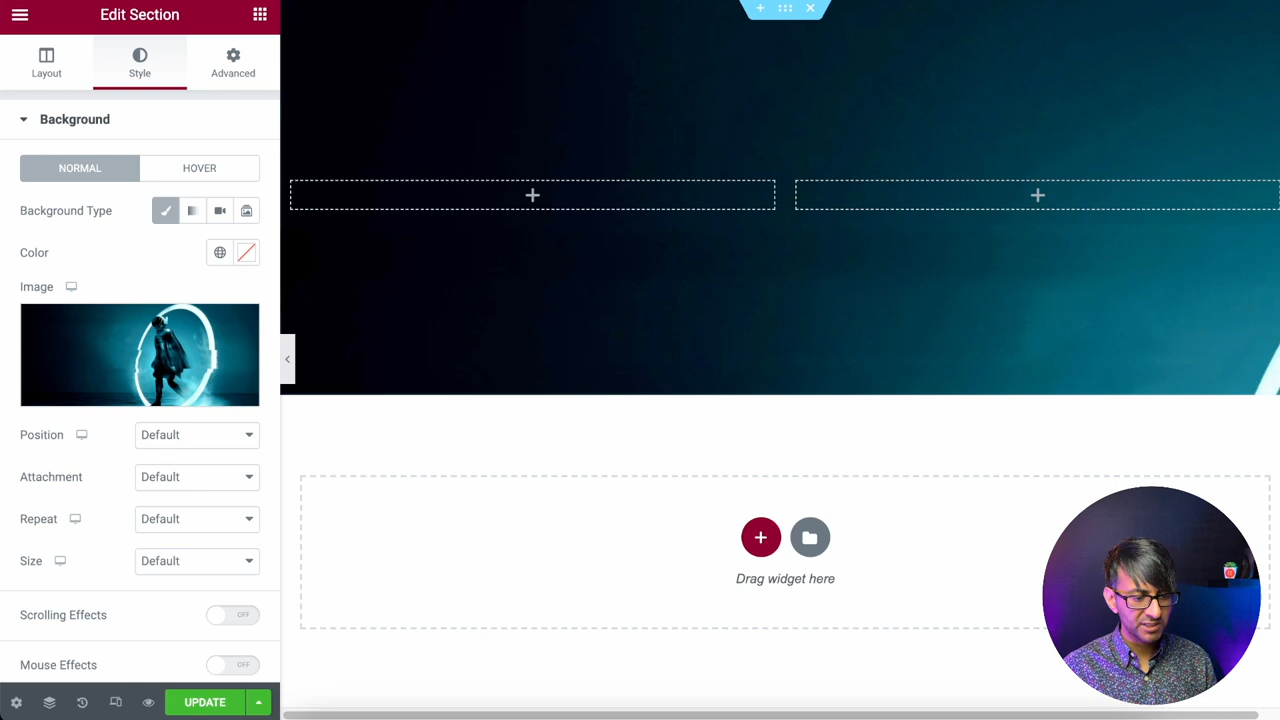 Edit Section
Layout
Style
Advanced
Background
NORMAL
HOVER
Background Type
Color
Image
Position
Default
Attachment
Default
Repeat
Default
Size
Default
Scrolling Effects
OFF
Mouse Effects
OFF
UPDATE
Drag widget here